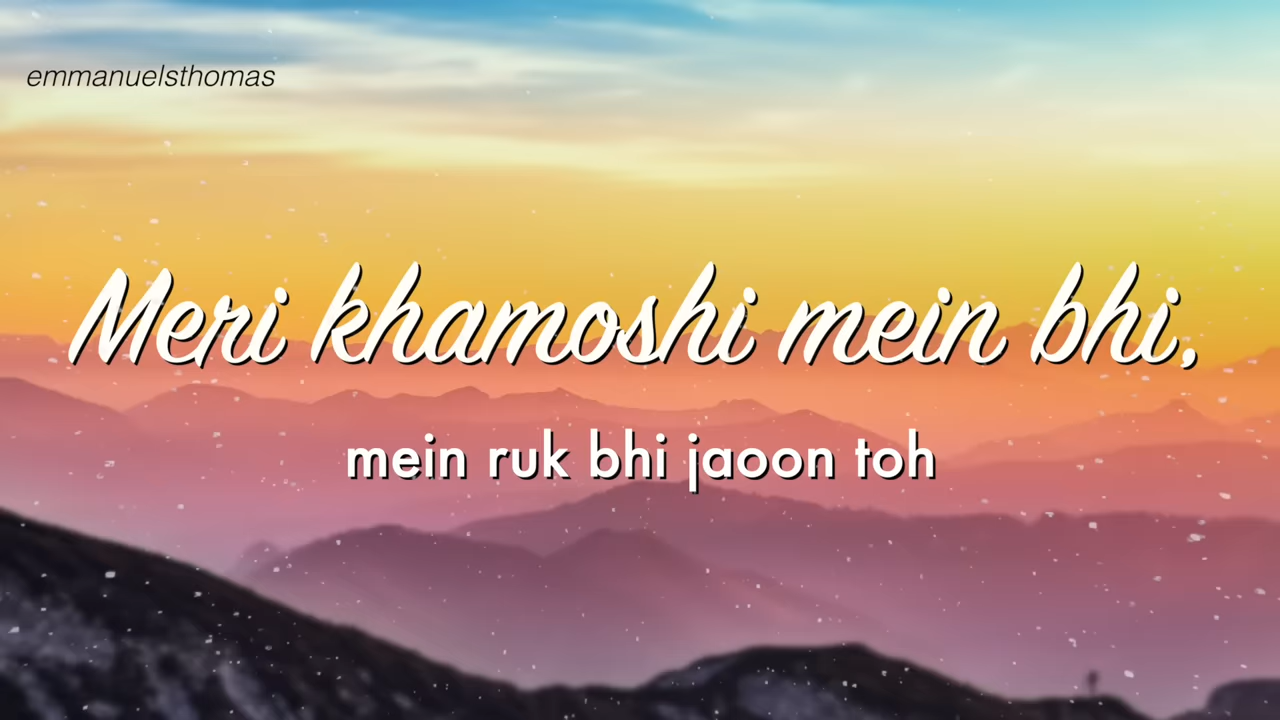 emmanuelsthomas
Meri khamoshi mein bhi,
mein ruk bhi jaoon toh